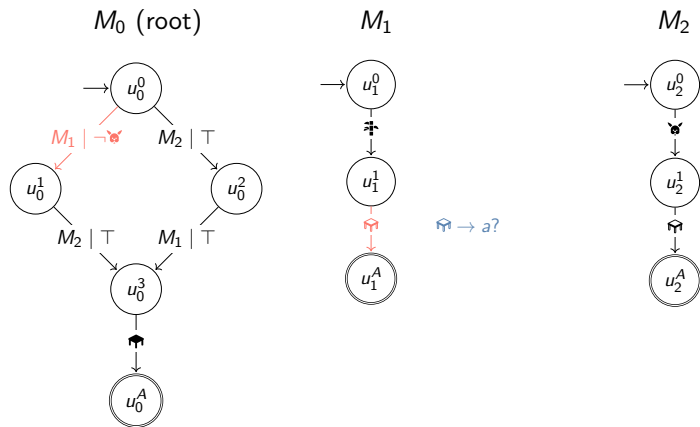 M₀ (root) M₁ M₂
u₀⁰ u₁⁰ u₂⁰
M₁ | ¬ M₂ | ⊤
u₀¹ u₀² u₁¹ u₂¹
→ a?
M₂ | ⊤ M₁ | ⊤
u₀³ u₁ᴬ u₂ᴬ
u₀ᴬ